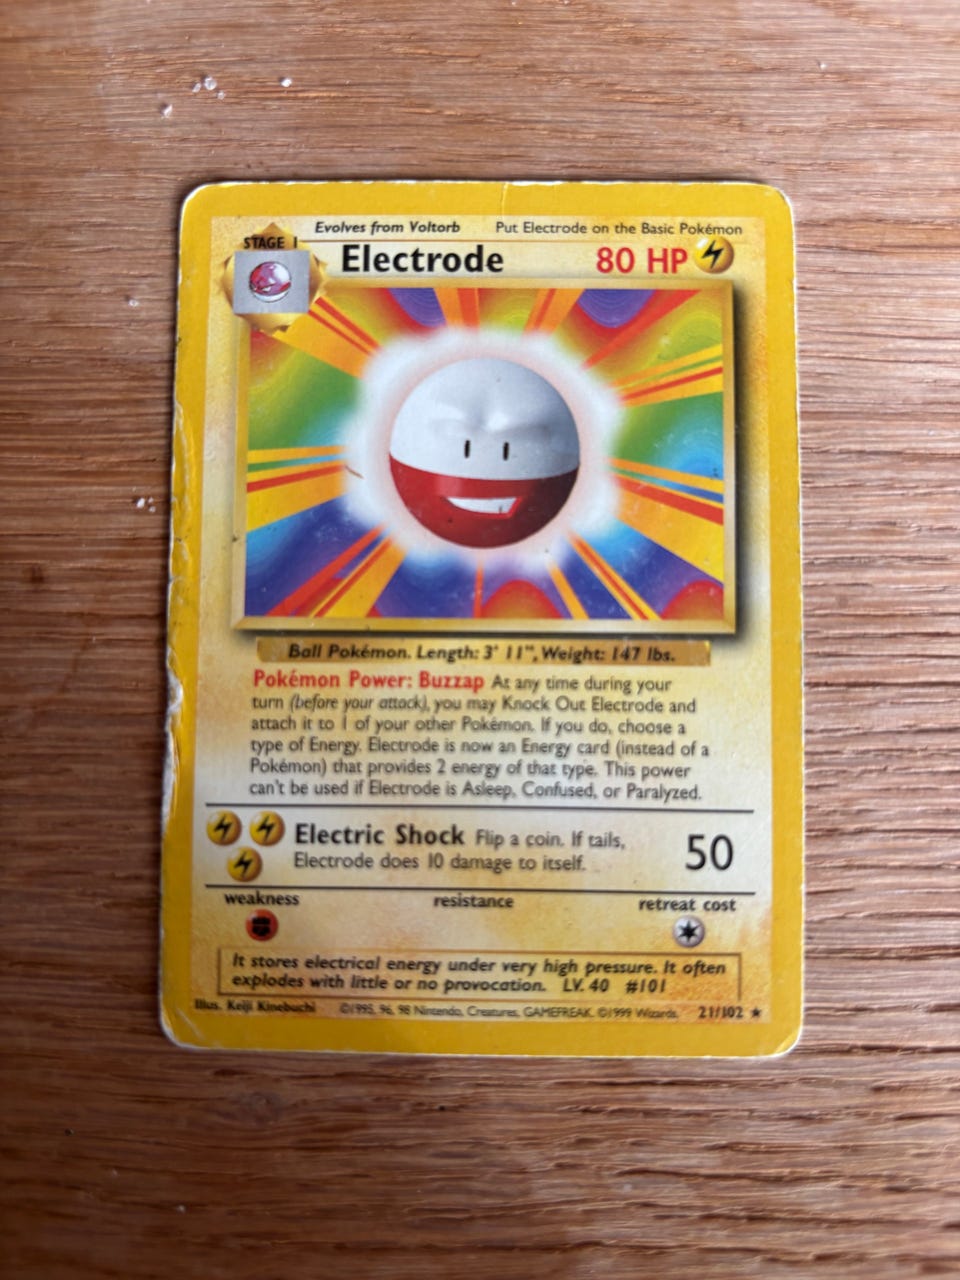 Evolves from Voltorb Put Electrode on the Basic Pokémon
STAGE 1
Electrode 80 HP
Ball Pokémon. Length: 3' 11", Weight: 147 lbs.
Pokémon Power: Buzzap At any time during your
turn (before your attack), you may Knock Out Electrode and
attach it to 1 of your other Pokémon. If you do, choose a
type of Energy. Electrode is now an Energy card (instead of a
Pokémon) that provides 2 energy of that type. This power
can't be used if Electrode is Asleep, Confused, or Paralyzed.
Electric Shock Flip a coin. If tails,
Electrode does 10 damage to itself.
50
weakness resistance retreat cost
It stores electrical energy under very high pressure. It often
explodes with little or no provocation. LV. 40 #101
Illus. Keiji Kinebuchi ©1995, 96, 98 Nintendo, Creatures, GAMEFREAK. ©1999 Wizards. 21/102 ★